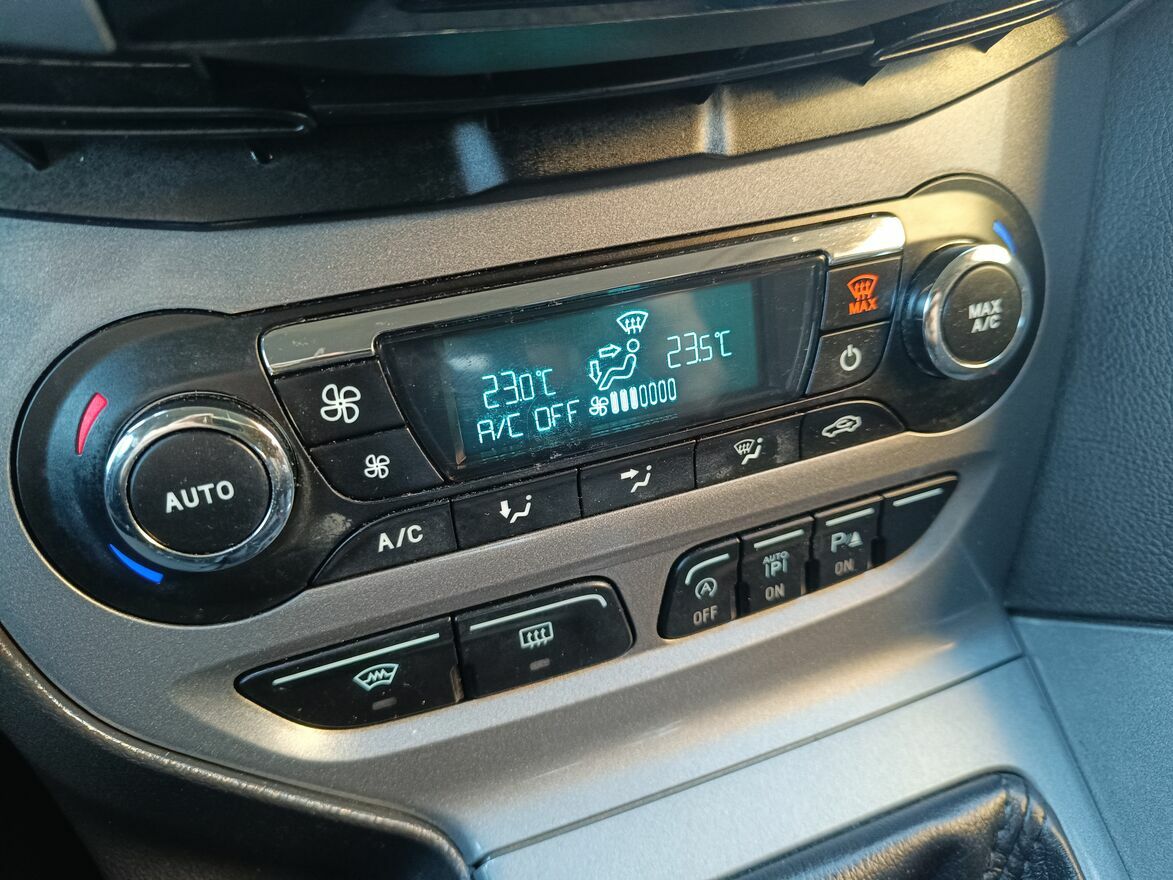 MAX
23.0°C
23.5°C
A/C OFF
MAX
A/C
AUTO
A/C
OFF
AUTO
P
ON
P
ON